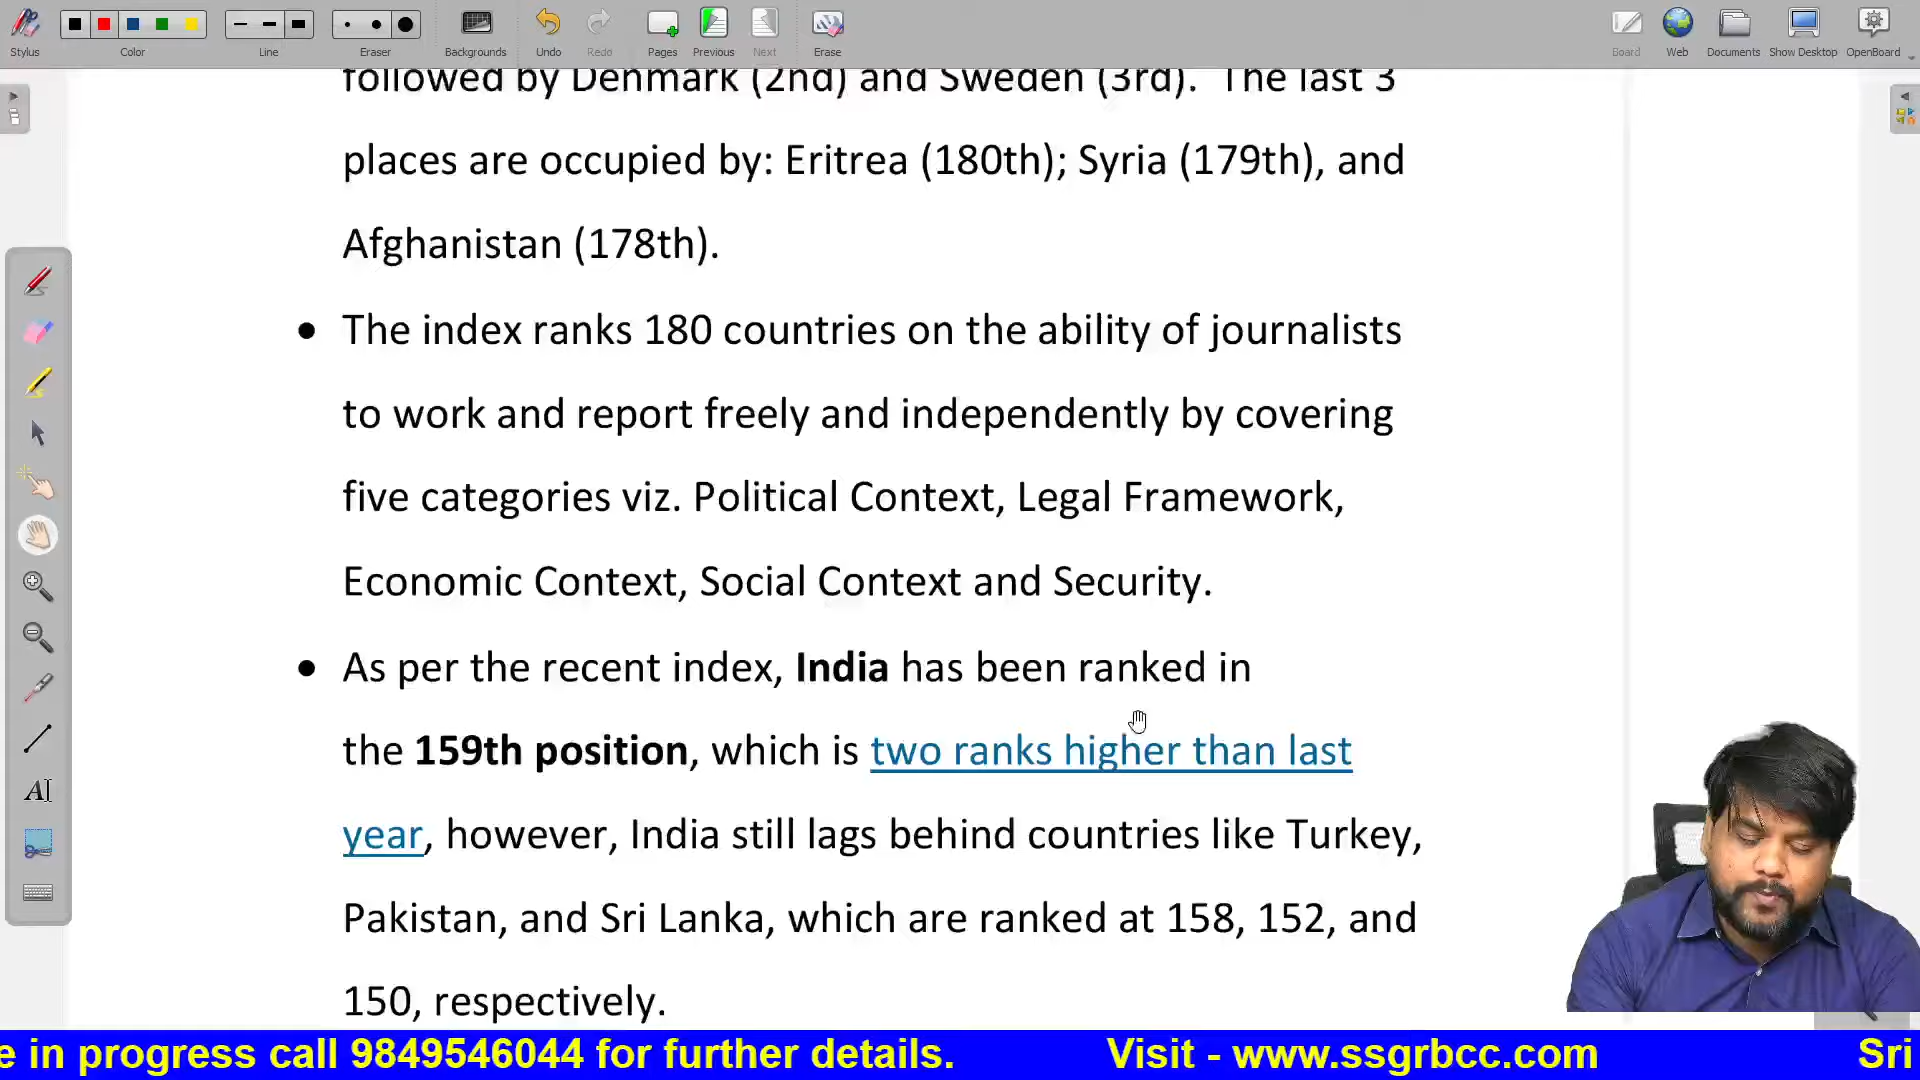 Stylus
Color
Line
Eraser
Backgrounds
Undo
Redo
Pages
Previous
Next
Erase
Board
Web
Documents
Show Desktop
OpenBoard
followed by Denmark (2nd) and Sweden (3rd). The last 3
places are occupied by: Eritrea (180th); Syria (179th), and
Afghanistan (178th).
• The index ranks 180 countries on the ability of journalists
to work and report freely and independently by covering
five categories viz. Political Context, Legal Framework,
Economic Context, Social Context and Security.
• As per the recent index, India has been ranked in
the 159th position, which is two ranks higher than last
year, however, India still lags behind countries like Turkey,
Pakistan, and Sri Lanka, which are ranked at 158, 152, and
150, respectively.
e in progress call 9849546044 for further details. Visit - www.ssgrbcc.com Sri